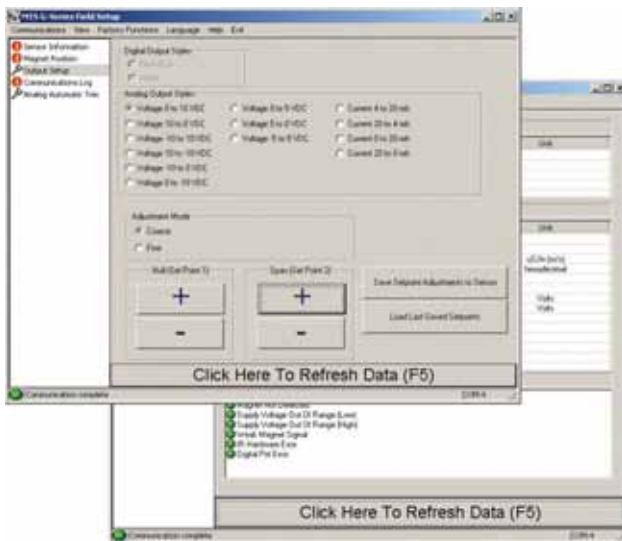 MTS G-Series Field Setup
Communications View Factory Functions Language Help Exit
Sensor Information
Magnet Position
Output Setup
Communications Log
Analog Automatic Trim
Digital Output Styles
Analog Output Styles
Voltage 0 to 10 VDC
Voltage 10 to 0 VDC
Voltage -10 to 10 VDC
Voltage 10 to -10 VDC
Voltage -10 to 0 VDC
Voltage 0 to -10 VDC
Voltage 0 to 5 VDC
Voltage 5 to 0 VDC
Current 4 to 20 mA
Current 20 to 4 mA
Current 0 to 20 mA
Current 20 to 0 mA
Adjustment Mode
Coarse
Fine
Null (Set Point 1)
+
-
Span (Set Point 2)
+
-
Save Setpoint Adjustments to Sensor
Load Last Saved Setpoints
Click Here To Refresh Data (F5)
Communication complete
COM 4
Unit
Unit
hexadecimal
Volts
Volts
Magnet Not Detected
Supply Voltage Out Of Range (Low)
Supply Voltage Out Of Range (High)
Weak Magnet Signal
Hardware Error
Digital Pot Error
Click Here To Refresh Data (F5)
Communication complete
COM 4